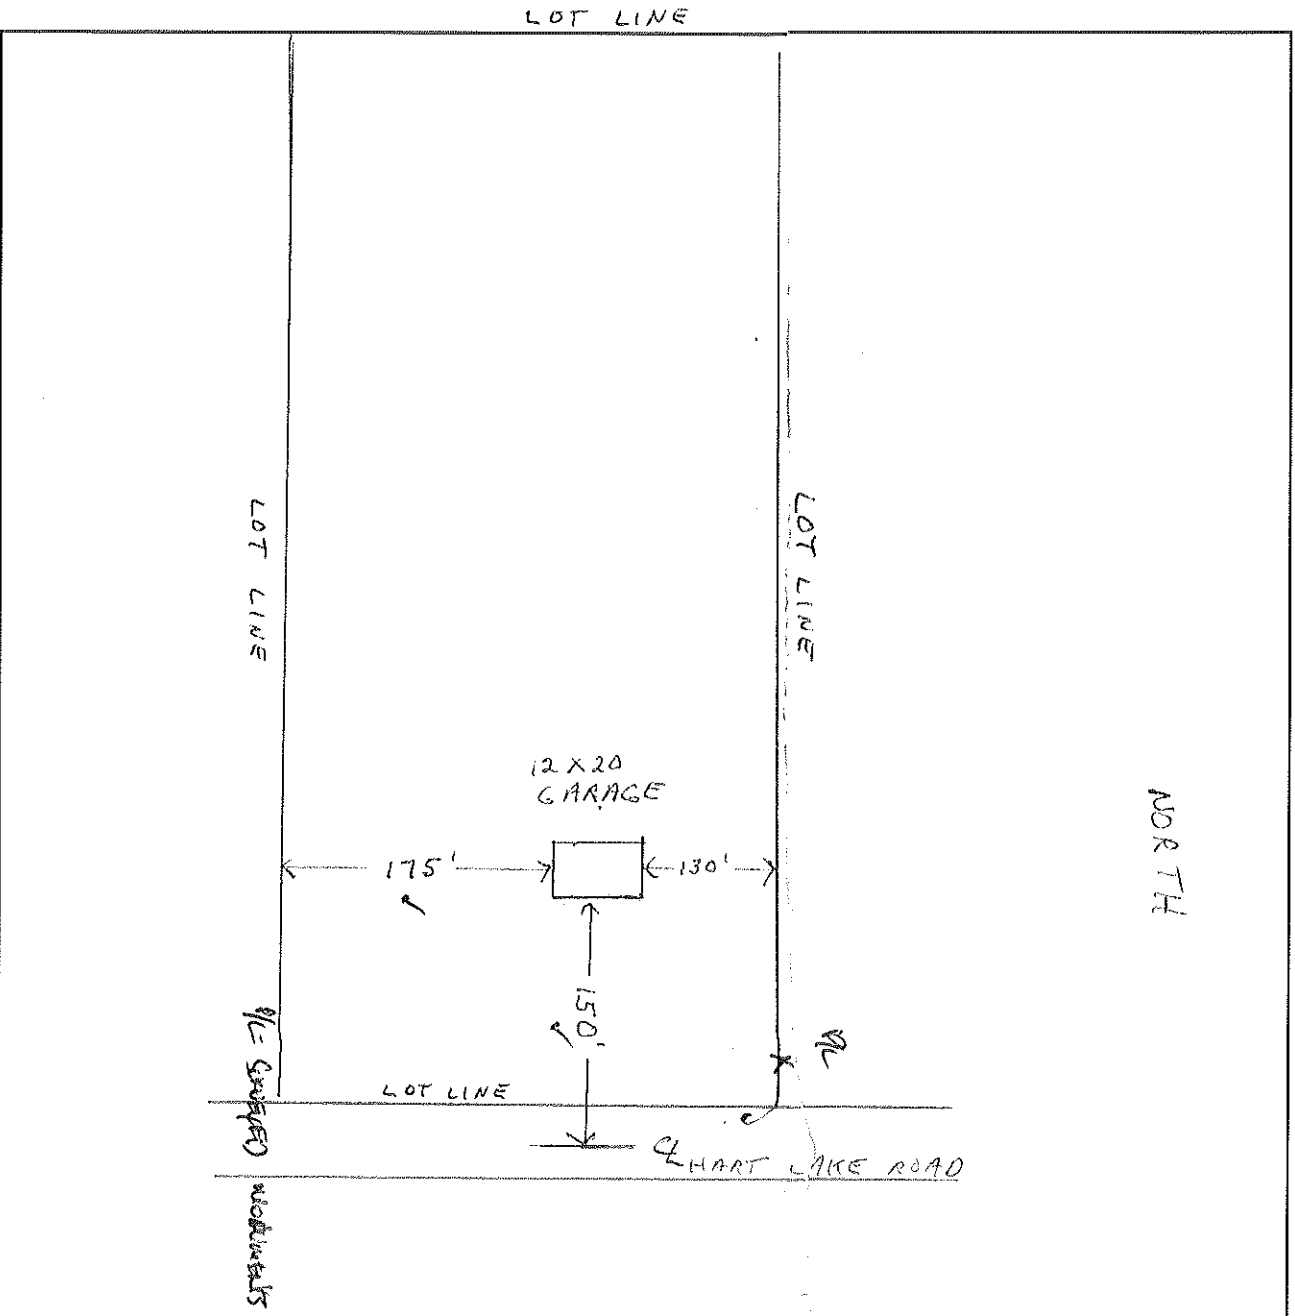 LOT LINE
LOT LINE
LOT LINE
12 X 20
GARAGE
NORTH
175'
130'
150'
P/L
LOT LINE
P/L = SURVEYED
CL HART LAKE ROAD